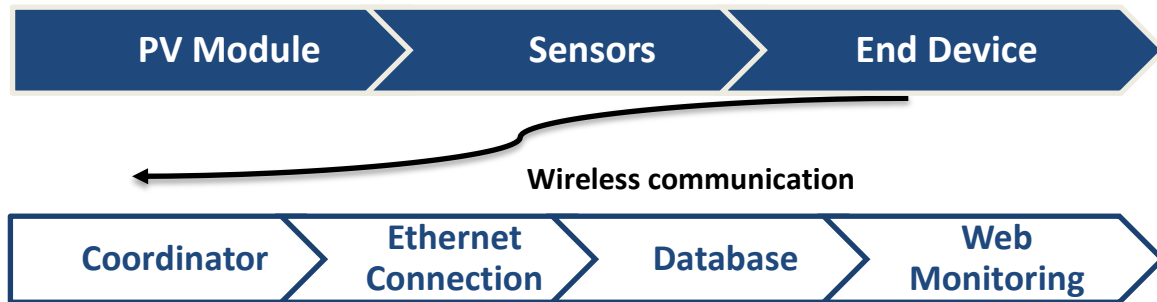 PV Module
Sensors
End Device
Wireless communication
Coordinator
Ethernet
Connection
Database
Web
Monitoring